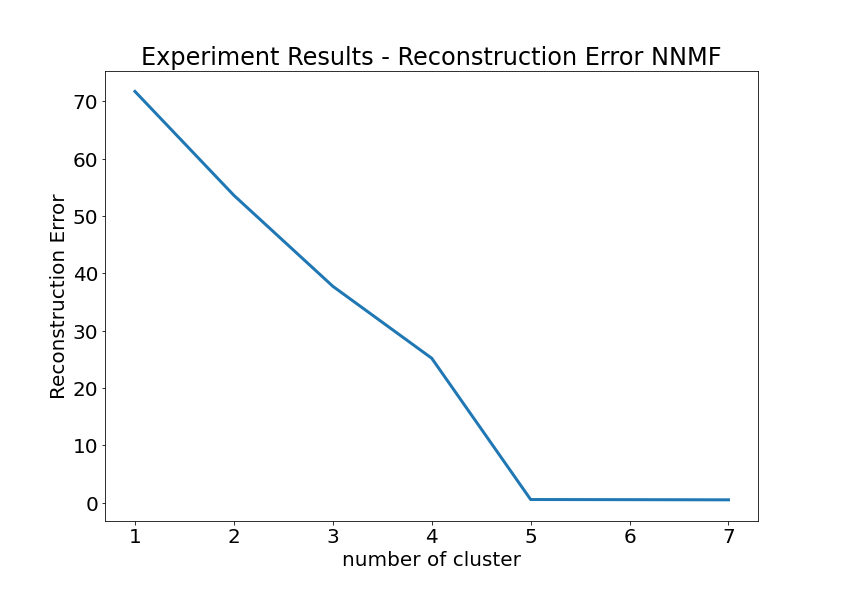 Experiment Results - Reconstruction Error NNMF
70
60
50
40
30
20
10
0
Reconstruction Error
1 2 3 4 5 6 7
number of cluster